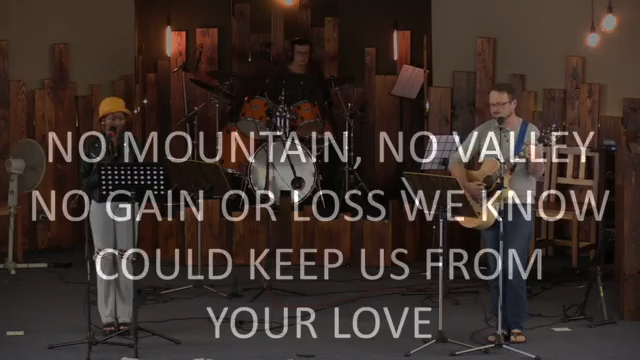 NO MOUNTAIN, NO VALLEY
NO GAIN OR LOSS WE KNOW
COULD KEEP US FROM
YOUR LOVE